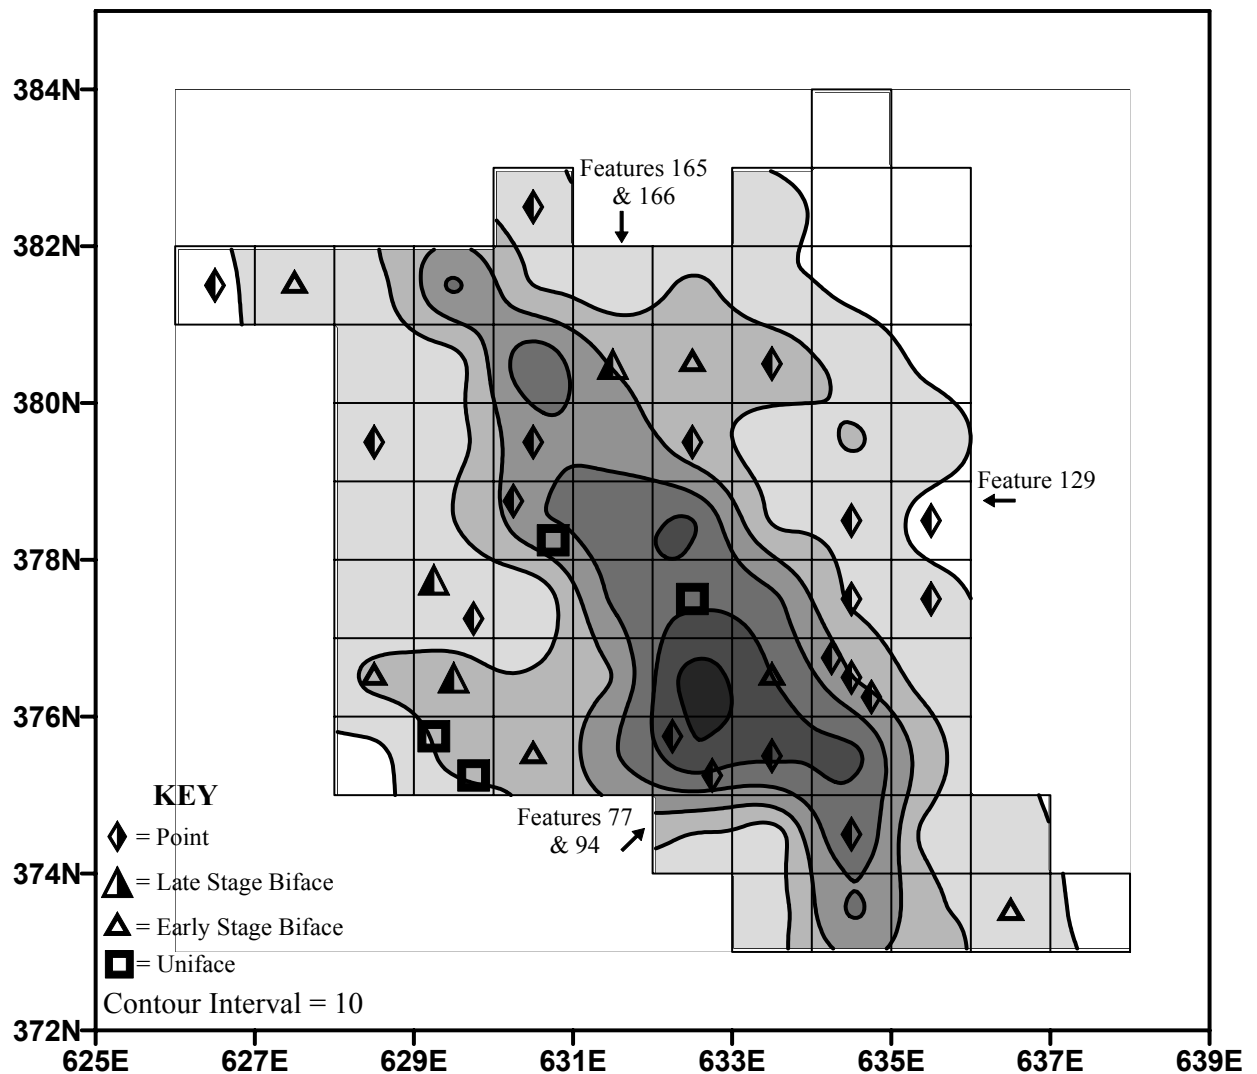 384N
382N
380N
378N
376N
374N
372N
Features 165
& 166
Feature 129
Features 77
& 94
KEY
= Point
= Late Stage Biface
= Early Stage Biface
= Uniface
Contour Interval = 10
625E 627E 629E 631E 633E 635E 637E 639E